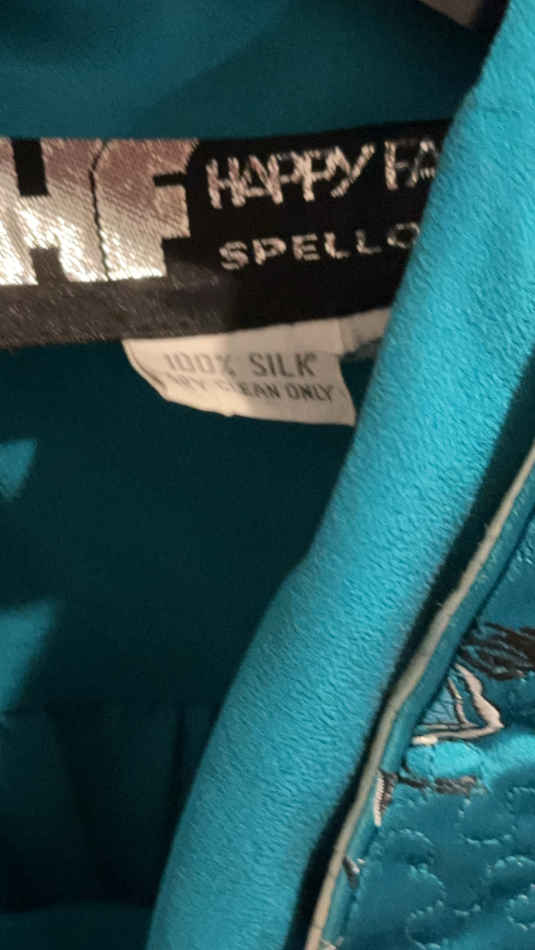 HF
HAPPY FA
SPELLO
100% SILK
DRY CLEAN ONLY